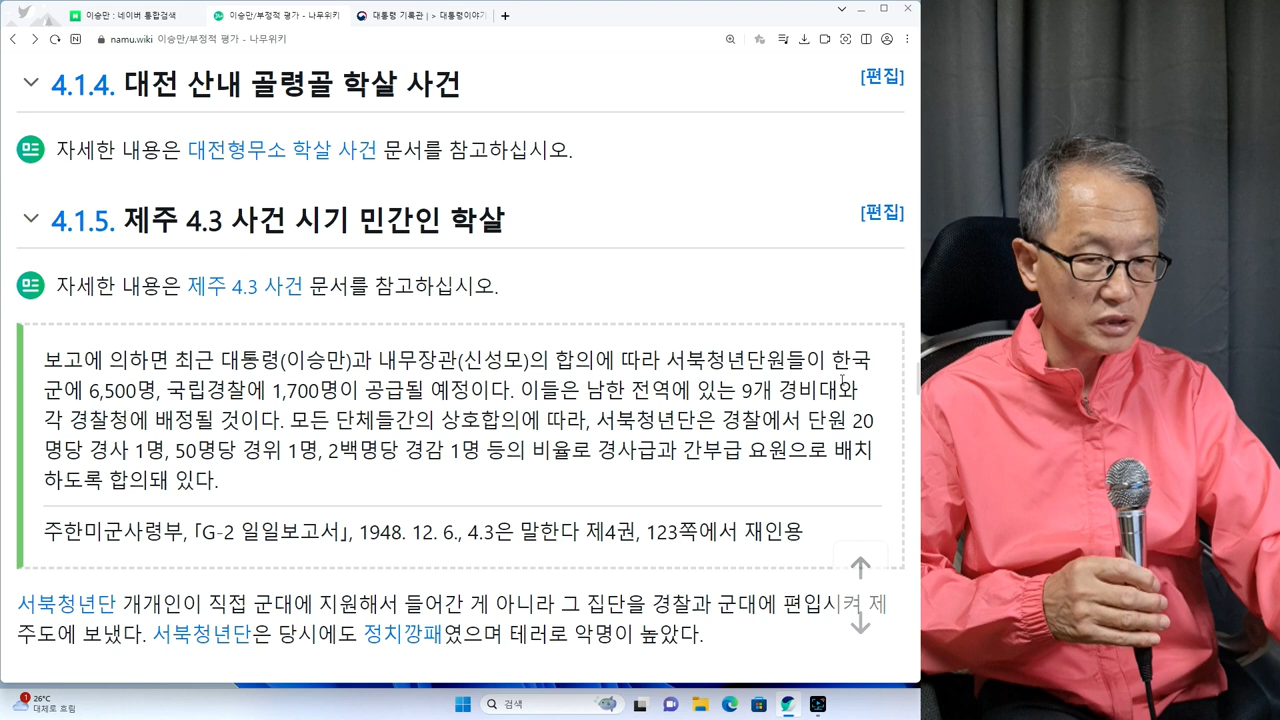 이승만 : 네이버 통합검색
이승만/부정적 평가 - 나무위키
대통령 기록관 | > 대통령이야기
namu.wiki 이승만/부정적 평가 - 나무위키
4.1.4. 대전 산내 골령골 학살 사건
[편집]
자세한 내용은 대전형무소 학살 사건 문서를 참고하십시오.
4.1.5. 제주 4.3 사건 시기 민간인 학살
[편집]
자세한 내용은 제주 4.3 사건 문서를 참고하십시오.
보고에 의하면 최근 대통령(이승만)과 내무장관(신성모)의 합의에 따라 서북청년단원들이 한국
군에 6,500명, 국립경찰에 1,700명이 공급될 예정이다. 이들은 남한 전역에 있는 9개 경비대와
각 경찰청에 배정될 것이다. 모든 단체들간의 상호합의에 따라, 서북청년단은 경찰에서 단원 20
명당 경사 1명, 50명당 경위 1명, 2백명당 경감 1명 등의 비율로 경사급과 간부급 요원으로 배치
하도록 합의돼 있다.
주한미군사령부, 「G-2 일일보고서」, 1948. 12. 6., 4.3은 말한다 제4권, 123쪽에서 재인용
서북청년단 개개인이 직접 군대에 지원해서 들어간 게 아니라 그 집단을 경찰과 군대에 편입시켜 제
주도에 보냈다. 서북청년단은 당시에도 정치깡패였으며 테러로 악명이 높았다.
1
26°C
대체로 흐림
검색